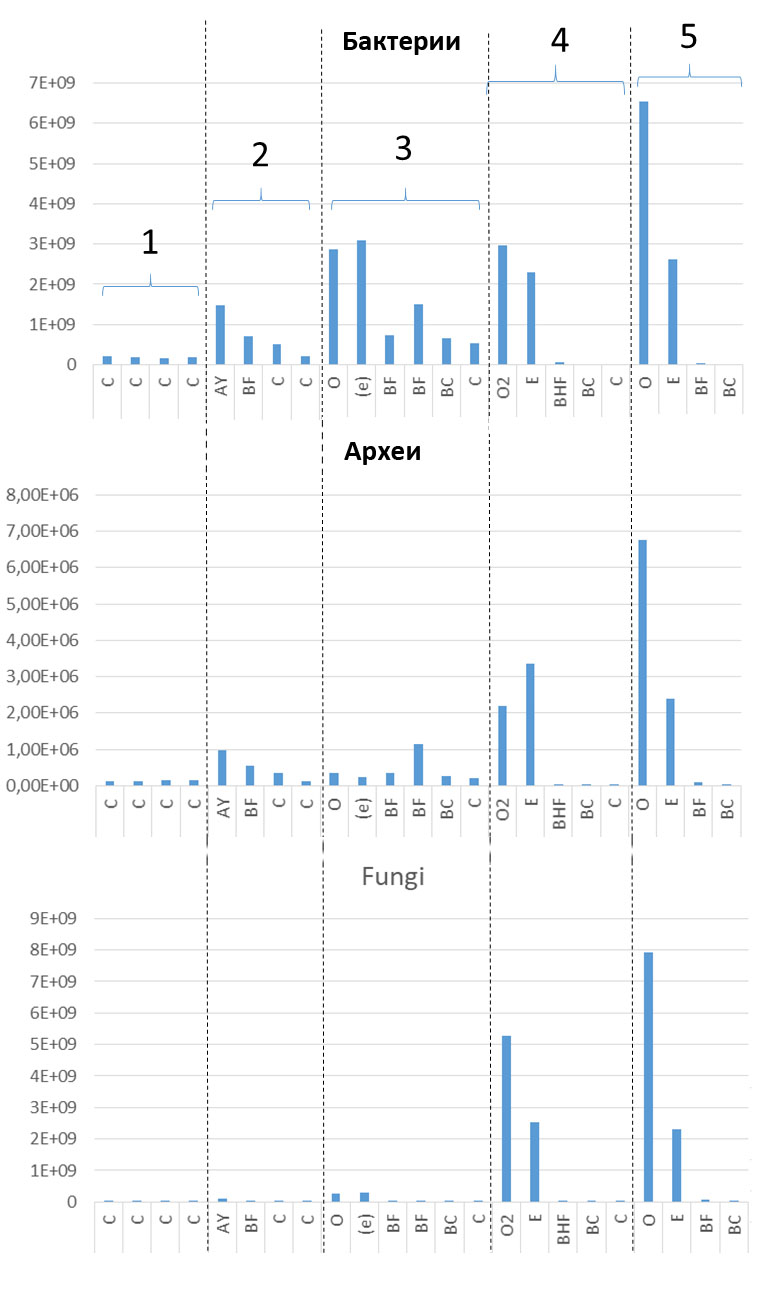 Бактерии
4
5
2
3
1
7E+09
6E+09
5E+09
4E+09
3E+09
2E+09
1E+09
0
C C C C AY BF C C O (e) BF BF BC C O2 E BHF BC C O E BF BC
Археи
8,00E+06
7,00E+06
6,00E+06
5,00E+06
4,00E+06
3,00E+06
2,00E+06
1,00E+06
0,00E+00
C C C C AY BF C C O (e) BF BF BC C O2 E BHF BC C O E BF BC
Fungi
9E+09
8E+09
7E+09
6E+09
5E+09
4E+09
3E+09
2E+09
1E+09
0
C C C C AY BF C C O (e) BF BF BC C O2 E BHF BC C O E BF BC